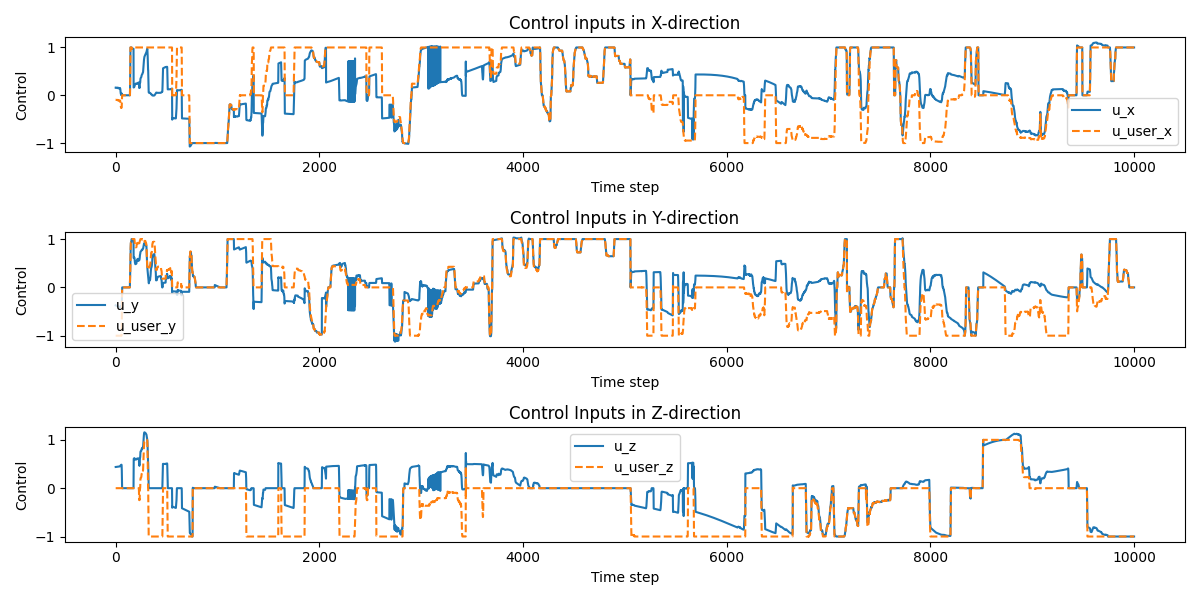 Control inputs in X-direction
Control
1
0
−1
u_x
u_user_x
0 2000 4000 6000 8000 10000
Time step
Control Inputs in Y-direction
Control
1
0
−1
u_y
u_user_y
0 2000 4000 6000 8000 10000
Time step
Control Inputs in Z-direction
Control
1
0
−1
u_z
u_user_z
0 2000 4000 6000 8000 10000
Time step